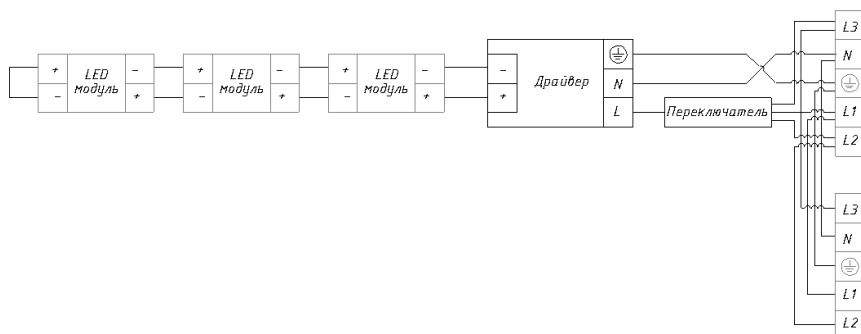 + LED модуль –
– +
+ LED модуль –
– +
+ LED модуль –
– +
–
+
Драйвер
N
L
Переключатель
L3
N
L1
L2
L3
N
L1
L2